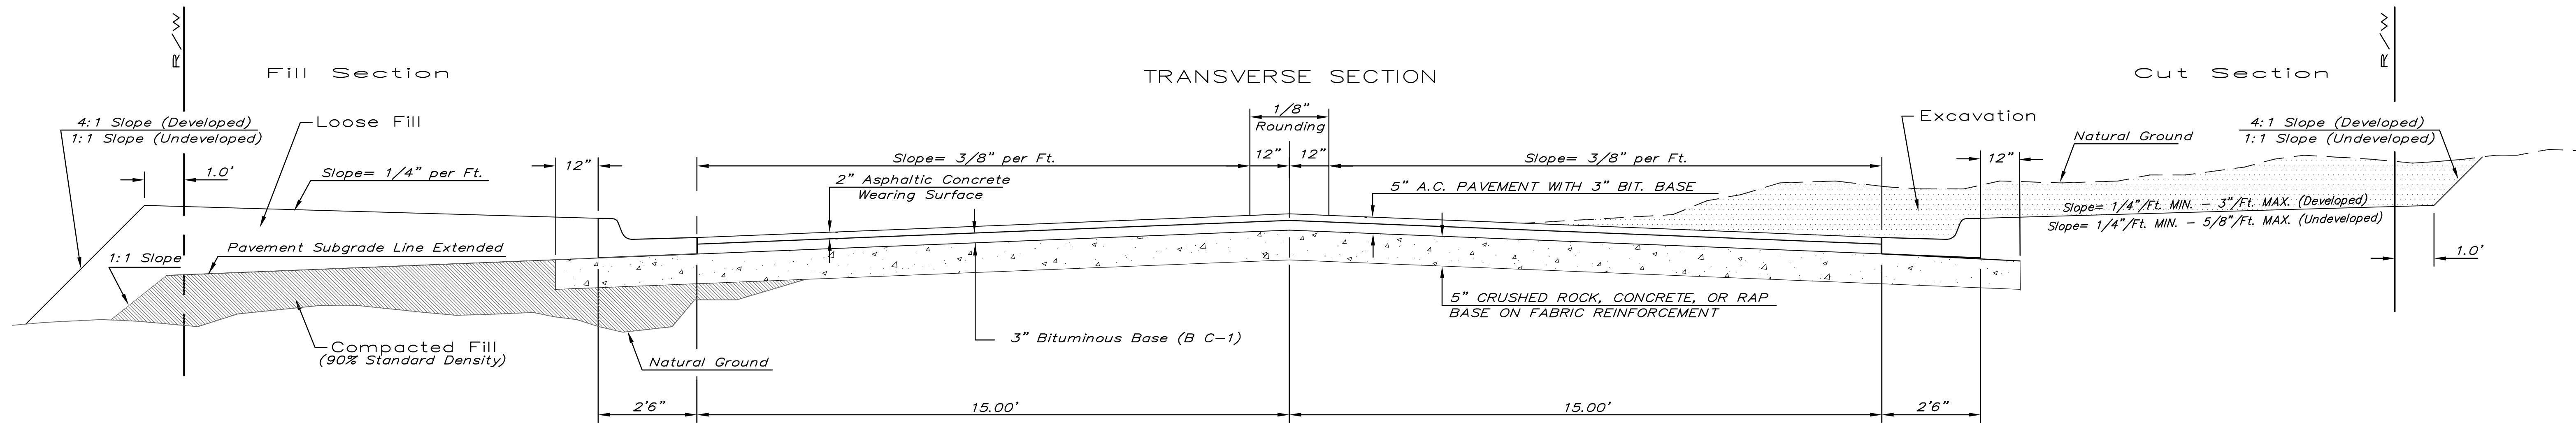 R/W
R/W
Fill Section
TRANSVERSE SECTION
Cut Section
1/8"
Rounding
4:1 Slope (Developed)
1:1 Slope (Undeveloped)
Loose Fill
Excavation
Natural Ground
4:1 Slope (Developed)
1:1 Slope (Undeveloped)
12"
Slope= 3/8" per Ft.
12"
12"
Slope= 3/8" per Ft.
12"
1.0'
Slope= 1/4" per Ft.
2" Asphaltic Concrete
Wearing Surface
5" A.C. PAVEMENT WITH 3" BIT. BASE
Slope= 1/4"/Ft. MIN. - 3"/Ft. MAX. (Developed)
Slope= 1/4"/Ft. MIN. - 5/8"/Ft. MAX. (Undeveloped)
Pavement Subgrade Line Extended
1:1 Slope
1.0'
5" CRUSHED ROCK, CONCRETE, OR RAP
BASE ON FABRIC REINFORCEMENT
3" Bituminous Base (B C-1)
Compacted Fill
(90% Standard Density)
Natural Ground
2'6"
15.00'
15.00'
2'6"